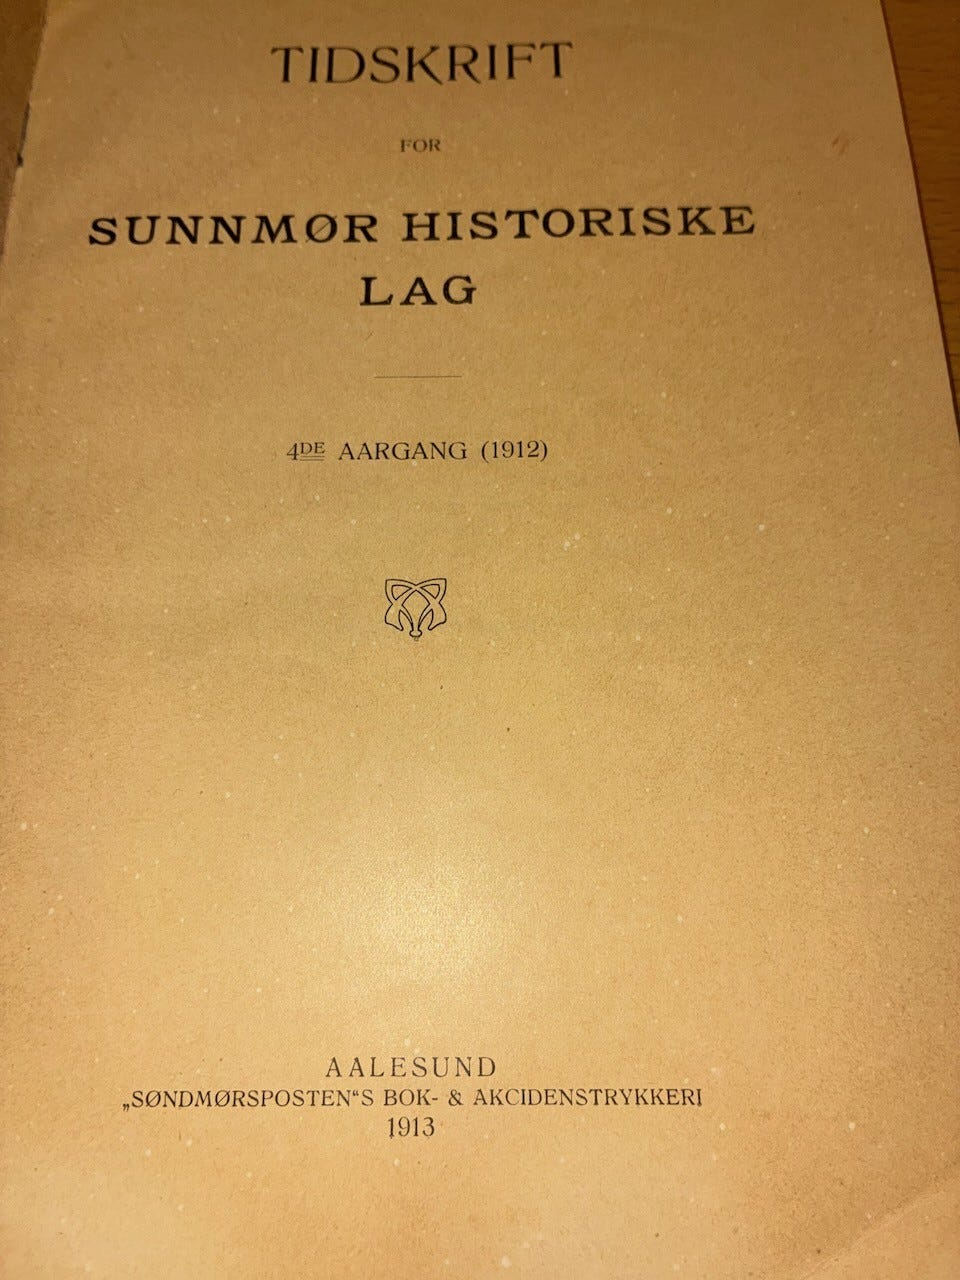 TIDSKRIFT
FOR
SUNNMØR HISTORISKE
LAG
4DE AARGANG (1912)
AALESUND
„SØNDMØRSPOSTEN“S BOK- & AKCIDENSTRYKKERI
1913